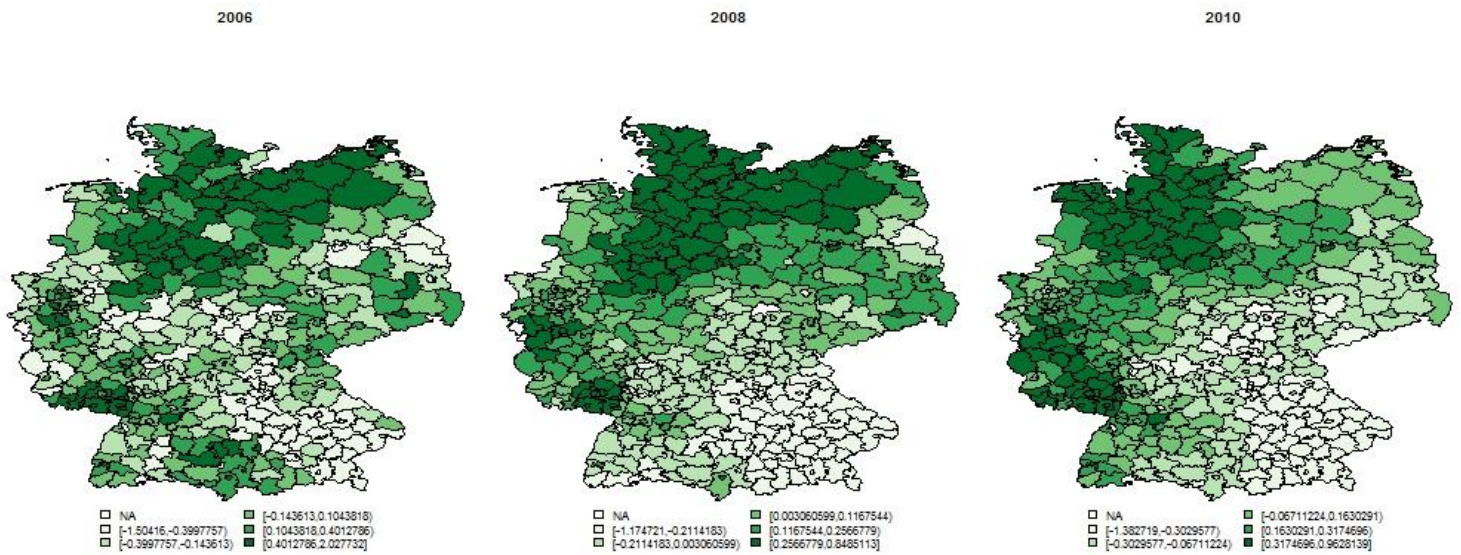 2006 2008 2010
NA [-0.143613,0.1043818)
[-1.50416,-0.3997757) [0.1043818,0.4012786)
[-0.3997757,-0.143613) [0.4012786,2.027732]
NA [0.003060599,0.1167544)
[-1.174721,-0.2114183) [0.1167544,0.2566779)
[-0.2114183,0.003060599) [0.2566779,0.8485113]
NA [-0.06711224,0.1630291)
[-1.382719,-0.3029577) [0.1630291,0.3174696)
[-0.3029577,-0.06711224) [0.3174696,0.9628139]